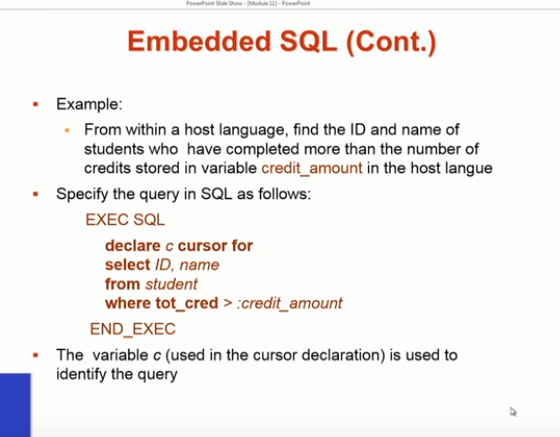 PowerPoint Slide Show - [Module 11] - PowerPoint
Embedded SQL (Cont.)
Example:
From within a host language, find the ID and name of
students who have completed more than the number of
credits stored in variable credit_amount in the host langue
Specify the query in SQL as follows:
EXEC SQL
declare c cursor for
select ID, name
from student
where tot_cred > :credit_amount
END_EXEC
The variable c (used in the cursor declaration) is used to
identify the query